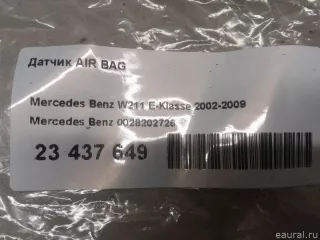 Датчик AIR BAG
Mercedes Benz W211 E-Klasse 2002-2009
Mercedes Benz 0028202726
23 437 649
eaural.ru